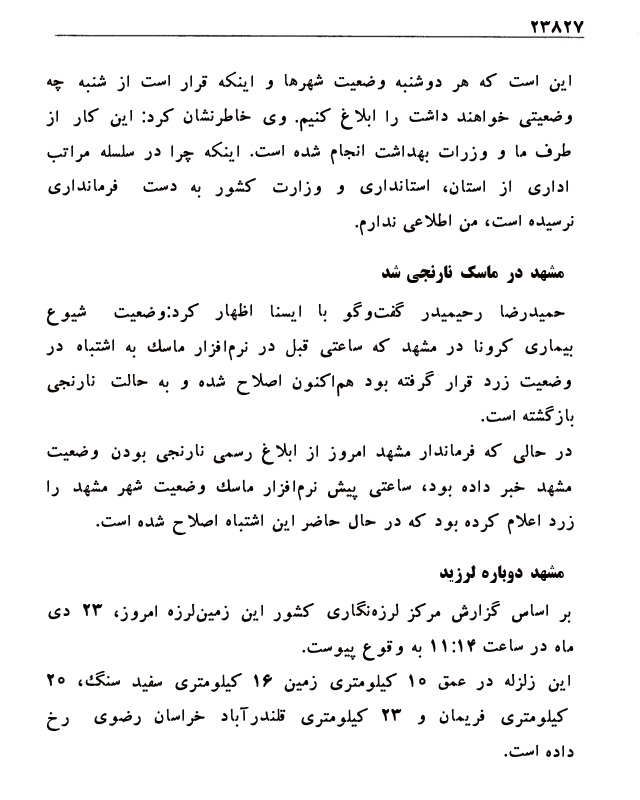 ۲۳۸۲۷
این است که هر دوشنبه وضعیت شهرها و اینکه قرار است از شنبه چه
وضعیتی خواهند داشت را ابلاغ کنیم. وی خاطرنشان کرد: این کار از
طرف ما و وزرات بهداشت انجام شده است. اینکه چرا در سلسله مراتب
اداری از استان، استانداری و وزارت کشور به دست فرمانداری
نرسیده است، من اطلاعی ندارم.
مشهد در ماسک نارنجی شد
حمیدرضا رحیمیدر گفت‌وگو با ایسنا اظهار کرد:وضعیت شیوع
بیماری کرونا در مشهد که ساعتی قبل در نرم‌افزار ماسك به اشتباه در
وضعیت زرد قرار گرفته بود هم‌اکنون اصلاح شده و به حالت نارنجی
بازگشته است.
در حالی که فرماندار مشهد امروز از ابلاغ رسمی نارنجی بودن وضعیت
مشهد خبر داده بود، ساعتی پیش نرم‌افزار ماسك وضعیت شهر مشهد را
زرد اعلام کرده بود که در حال حاضر این اشتباه اصلاح شده است.
مشهد دوباره لرزید
بر اساس گزارش مرکز لرزه‌نگاری کشور این زمین‌لرزه امروز، ۲۳ دی
ماه در ساعت ۱۱:۱۴ به وقوع پیوست.
این زلزله در عمق ۱۰ کیلومتری زمین ۱۶ کیلومتری سفید سنگ، ۲۰
کیلومتری فریمان و ۲۳ کیلومتری قلندرآباد خراسان رضوی رخ
داده است.